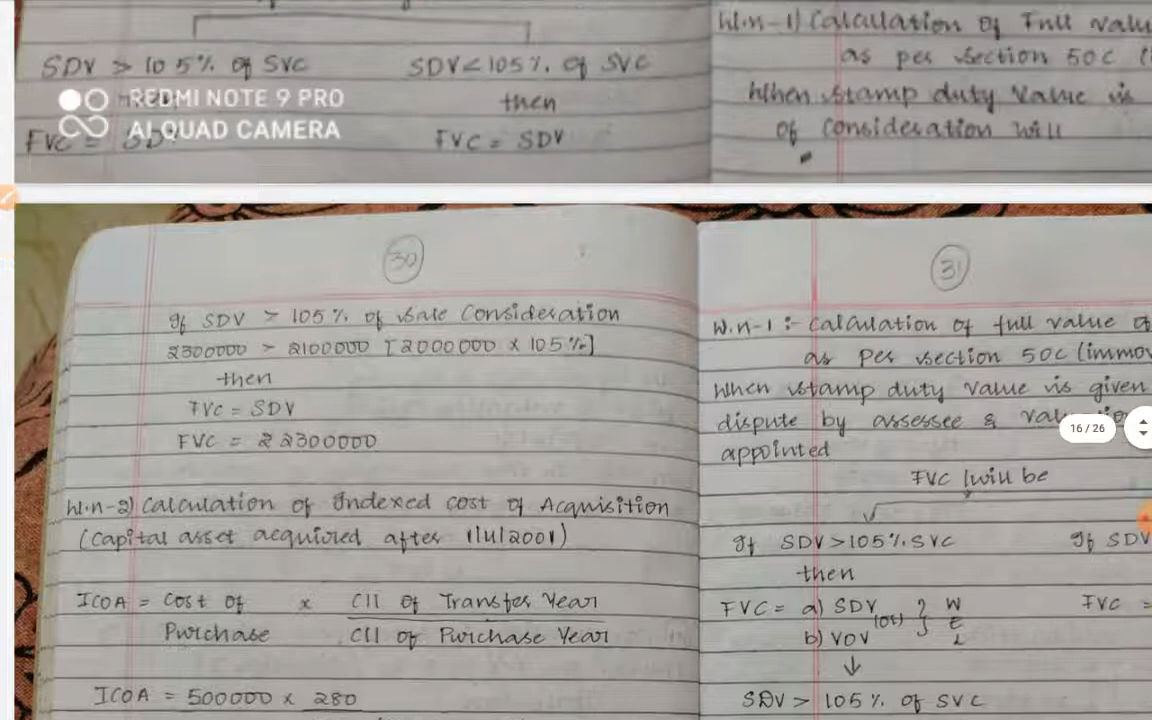 SDV > 105% of SVC
SDV < 105% of SVC
then
FVC = SDV
FVC = SDV
REDMI NOTE 9 PRO
AI QUAD CAMERA
W.n-1) Calculation of Full valu
as per section 50C (
When stamp duty value is
of consideration will
30
If SDV > 105% of Sale Consideration
2300000 > 2100000 [2000000 x 105%]
then
FVC = SDV
FVC = ₹ 2300000
W.n-2) Calculation of Indexed cost of Acquisition
(Capital asset acquired after 1/4/2001)
ICOA = Cost of Purchase x CII of Transfer Year
CII of Purchase Year
ICOA = 500000 x 280
31
W.n-1 :- Calculation of full value o
as per section 50C (immov
When stamp duty value is given
dispute by assessee & val
appointed
FVC will be
If SDV > 105% SVC
If SDV
then
FVC = a) SDV (or) } W
E
b) VOV L
FVC =
SDV > 105% of SVC
16 / 26